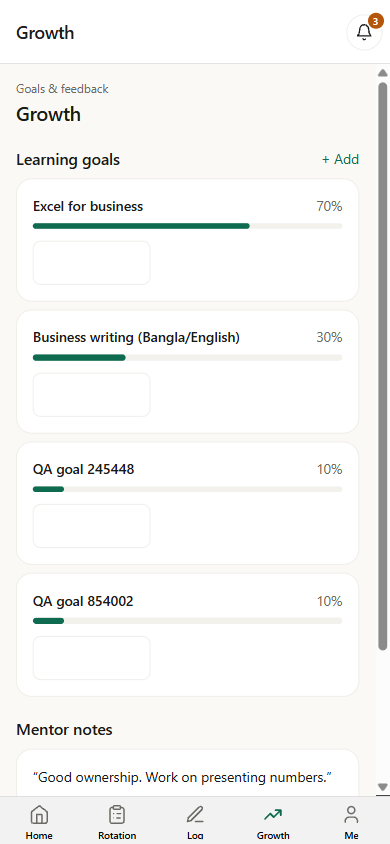 Growth
3
Goals & feedback
Growth
Learning goals
+ Add
Excel for business
70%
Business writing (Bangla/English)
30%
QA goal 245448
10%
QA goal 854002
10%
Mentor notes
“Good ownership. Work on presenting numbers.”
Home
Rotation
Log
Growth
Me